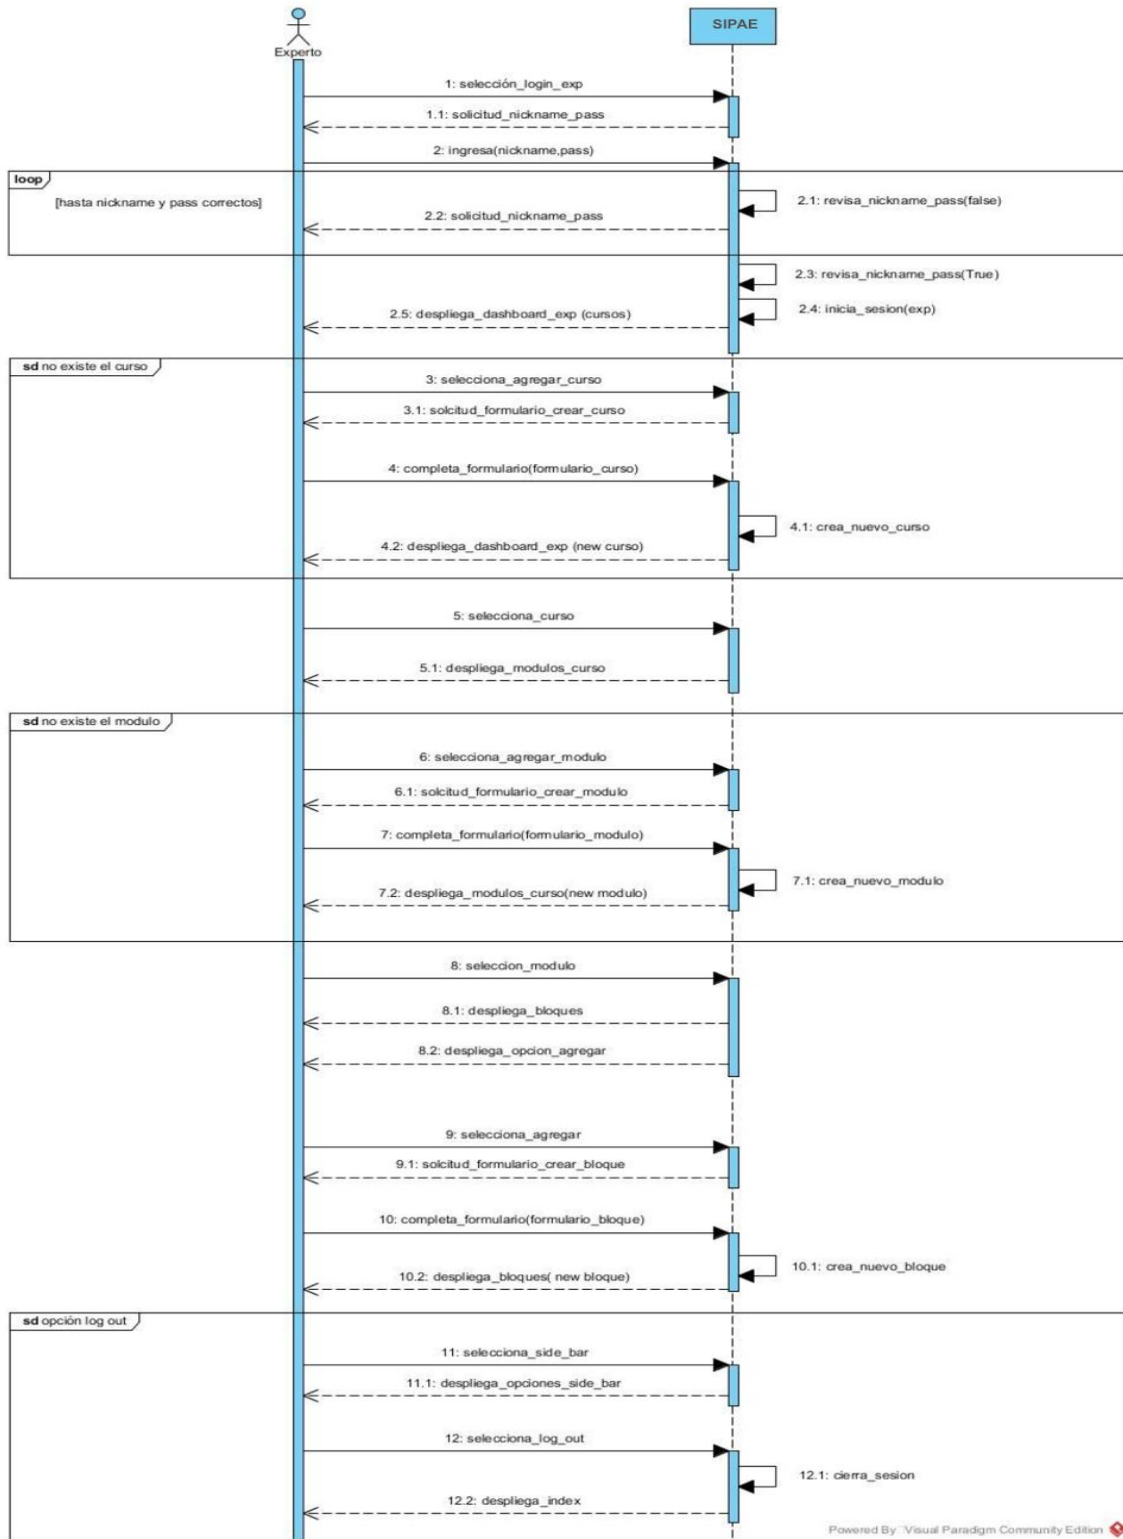 SIPAE
Experto
1: selección_login_exp
1.1: solicitud_nickname_pass
2: ingresa(nickname,pass)
loop
[hasta nickname y pass correctos]
2.1: revisa_nickname_pass(false)
2.2: solicitud_nickname_pass
2.3: revisa_nickname_pass(True)
2.4: inicia_sesion(exp)
2.5: despliega_dashboard_exp (cursos)
sd no existe el curso
3: selecciona_agregar_curso
3.1: solcitud_formulario_crear_curso
4: completa_formulario(formulario_curso)
4.1: crea_nuevo_curso
4.2: despliega_dashboard_exp (new curso)
5: selecciona_curso
5.1: despliega_modulos_curso
sd no existe el modulo
6: selecciona_agregar_modulo
6.1: solcitud_formulario_crear_modulo
7: completa_formulario(formulario_modulo)
7.1: crea_nuevo_modulo
7.2: despliega_modulos_curso(new modulo)
8: seleccion_modulo
8.1: despliega_bloques
8.2: despliega_opcion_agregar
9: selecciona_agregar
9.1: solcitud_formulario_crear_bloque
10: completa_formulario(formulario_bloque)
10.1: crea_nuevo_bloque
10.2: despliega_bloques( new bloque)
sd opción log out
11: selecciona_side_bar
11.1: despliega_opciones_side_bar
12: selecciona_log_out
12.1: cierra_sesion
12.2: despliega_index
Powered By Visual Paradigm Community Edition